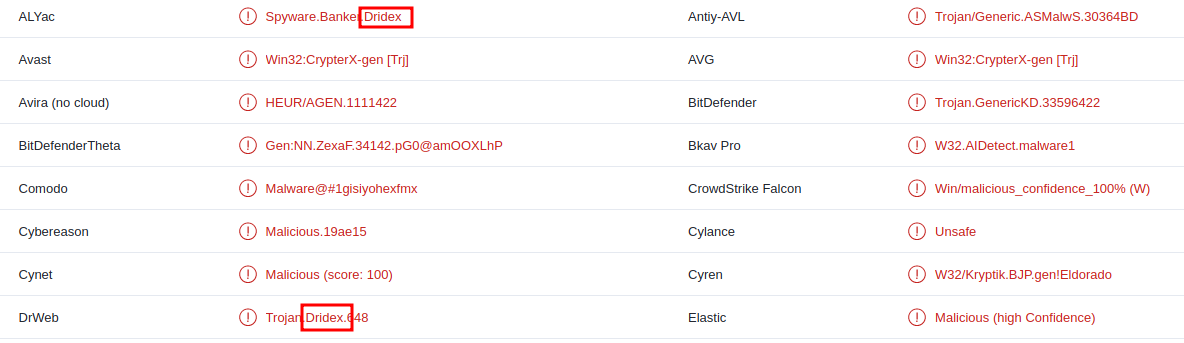 ALYac Spyware.Banker.Dridex Antiy-AVL Trojan/Generic.ASMalwS.30364BD
Avast Win32:CrypterX-gen [Trj] AVG Win32:CrypterX-gen [Trj]
Avira (no cloud) HEUR/AGEN.1111422 BitDefender Trojan.GenericKD.33596422
BitDefenderTheta Gen:NN.ZexaF.34142.pG0@amOOXLhP Bkav Pro W32.AIDetect.malware1
Comodo Malware@#1gisiyohexfmx CrowdStrike Falcon Win/malicious_confidence_100% (W)
Cybereason Malicious.19ae15 Cylance Unsafe
Cynet Malicious (score: 100) Cyren W32/Kryptik.BJP.gen!Eldorado
DrWeb Trojan.Dridex.648 Elastic Malicious (high Confidence)